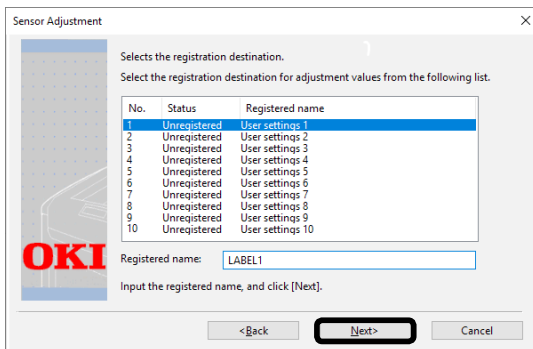 Sensor Adjustment
Selects the registration destination.
Select the registration destination for adjustment values from the following list.
No. Status Registered name
1 Unregistered User settings 1
2 Unregistered User settings 2
3 Unregistered User settings 3
4 Unregistered User settings 4
5 Unregistered User settings 5
6 Unregistered User settings 6
7 Unregistered User settings 7
8 Unregistered User settings 8
9 Unregistered User settings 9
10 Unregistered User settings 10
OKI
Registered name: LABEL1
Input the registered name, and click [Next].
<Back Next> Cancel